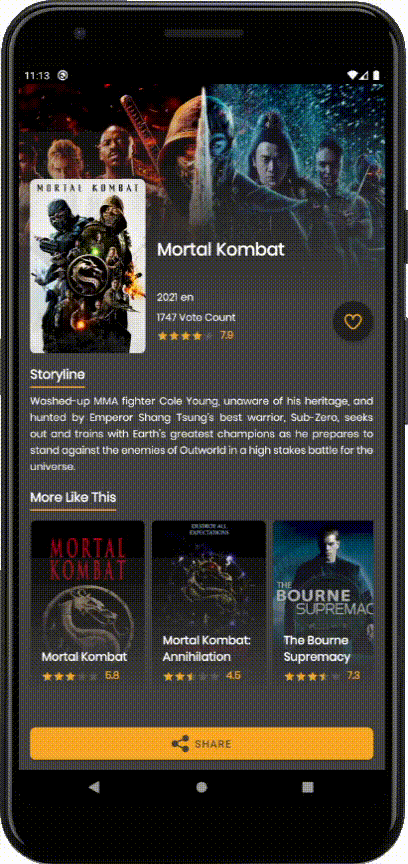 11:13
MORTAL KOMBAT
Mortal Kombat
2021 en
1747 Vote Count
7.9
Storyline
Washed-up MMA fighter Cole Young, unaware of his heritage, and
hunted by Emperor Shang Tsung's best warrior, Sub-Zero, seeks
out and trains with Earth's greatest champions as he prepares to
stand against the enemies of Outworld in a high stakes battle for the
universe.
More Like This
MORTAL
KOMBAT
Mortal Kombat
5.8
DESTROY ALL
EXPECTATIONS
Mortal Kombat:
Annihilation
4.5
THE
BOURNE
SUPREMAC
The Bourne
Supremacy
7.3
SHARE